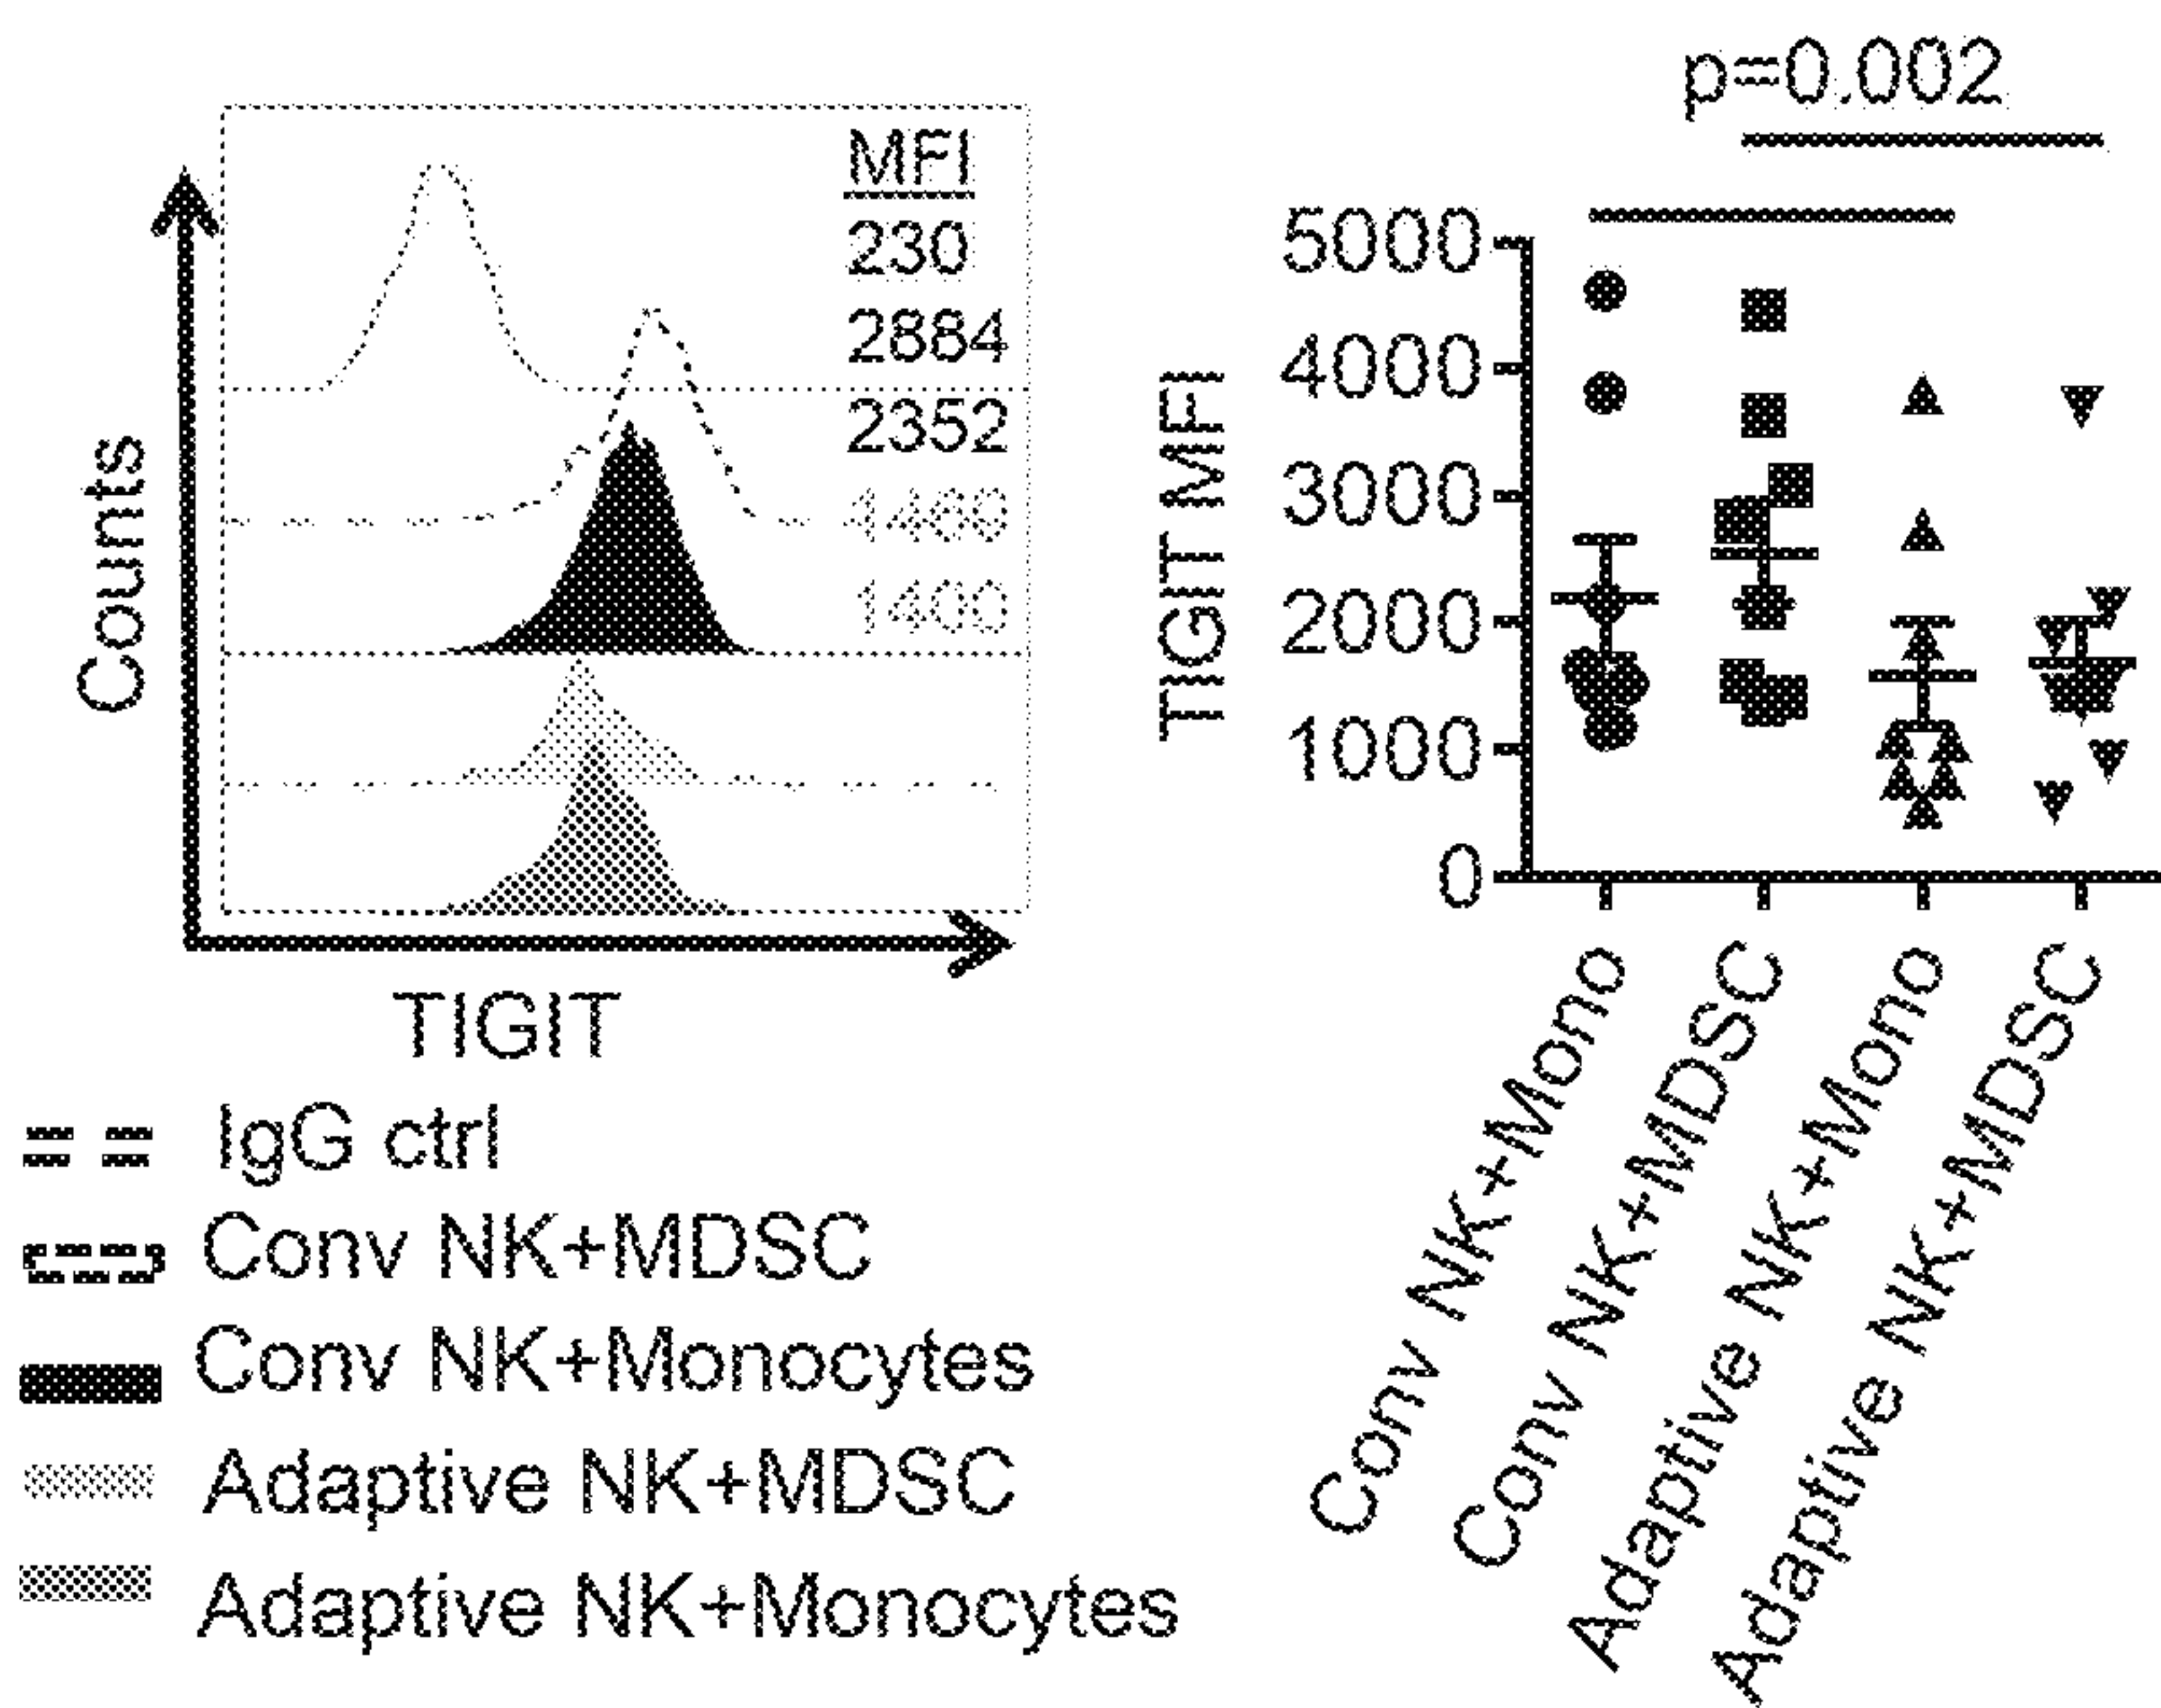 MFI
230
2884
2352
1400
Counts
TIGIT
IgG ctrl
Conv NK+MDSC
Conv NK+Monocytes
Adaptive NK+MDSC
Adaptive NK+Monocytes
p=0.002
TIGIT MFI
5000
4000
3000
2000
1000
0
Conv NK+Mono
Conv NK+MDSC
Adaptive NK+Mono
Adaptive NK+MDSC